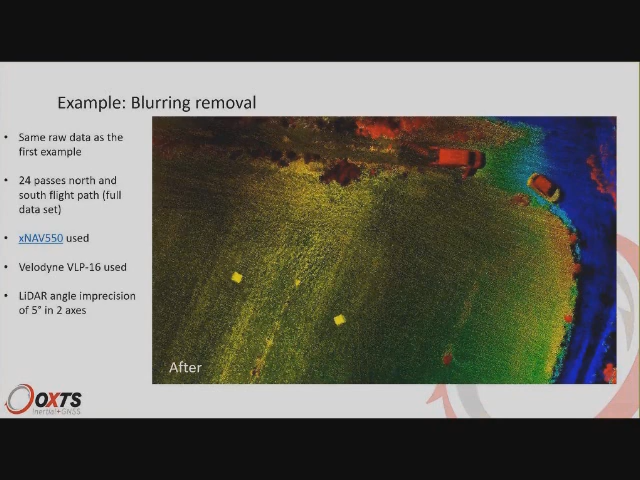 Example: Blurring removal
• Same raw data as the
first example
• 24 passes north and
south flight path (full
data set)
• xNAV550 used
• Velodyne VLP-16 used
• LiDAR angle imprecision
of 5° in 2 axes
After
OXTS
Inertial+GNSS